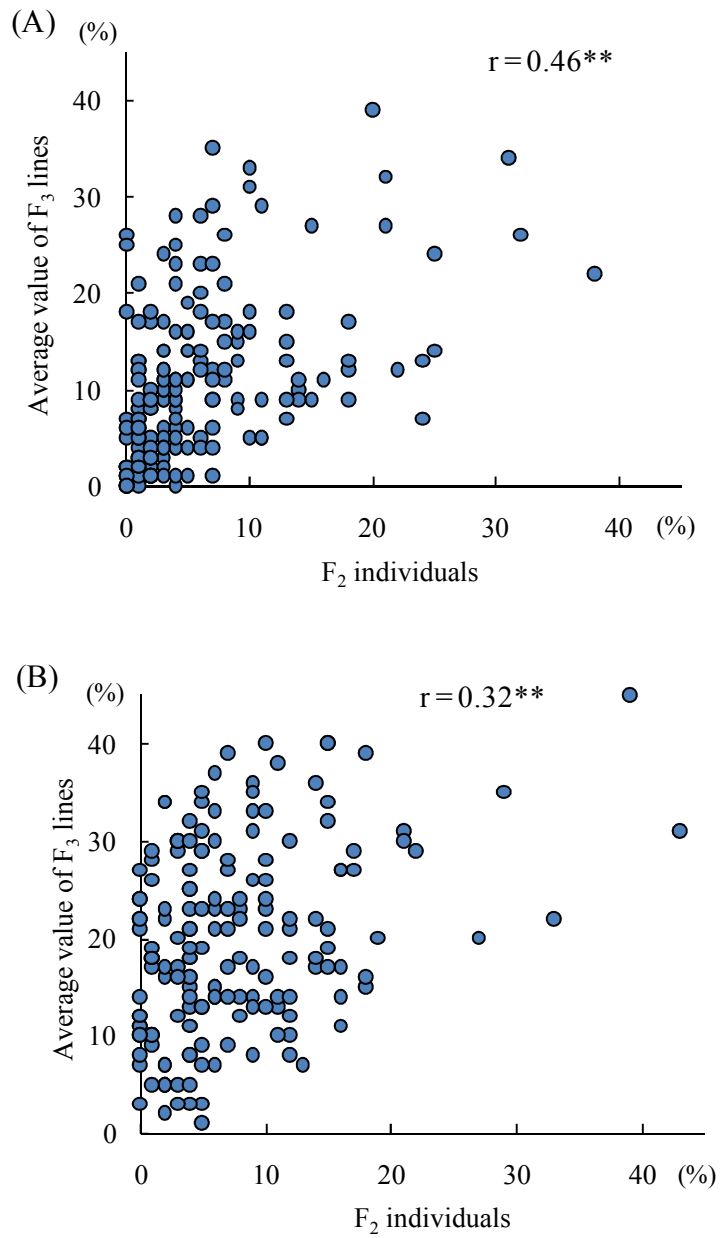 (A)
(%)
r = 0.46**
40
30
20
10
0
Average value of F3 lines
0 10 20 30 40 (%)
F2 individuals
(B)
(%)
r = 0.32**
40
30
20
10
0
Average value of F3 lines
0 10 20 30 40 (%)
F2 individuals